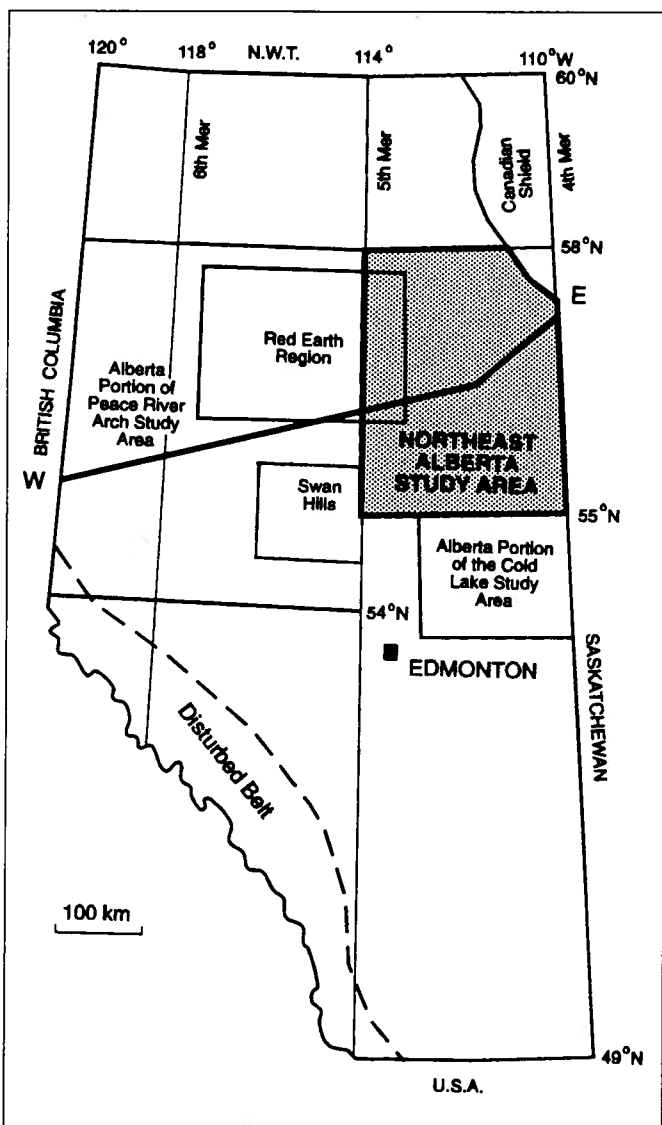 120°
118°
N.W.T.
114°
110°W
60°N
6th Mer
5th Mer
Canadian
Shield
4th Mer
58°N
E
BRITISH COLUMBIA
Red Earth
Region
Alberta
Portion of
Peace River
Arch Study
Area
W
NORTHEAST
ALBERTA
STUDY AREA
Swan
Hills
55°N
Alberta Portion
of the Cold
Lake Study
Area
54°N
EDMONTON
SASKATCHEWAN
Disturbed Belt
100 km
49°N
U.S.A.